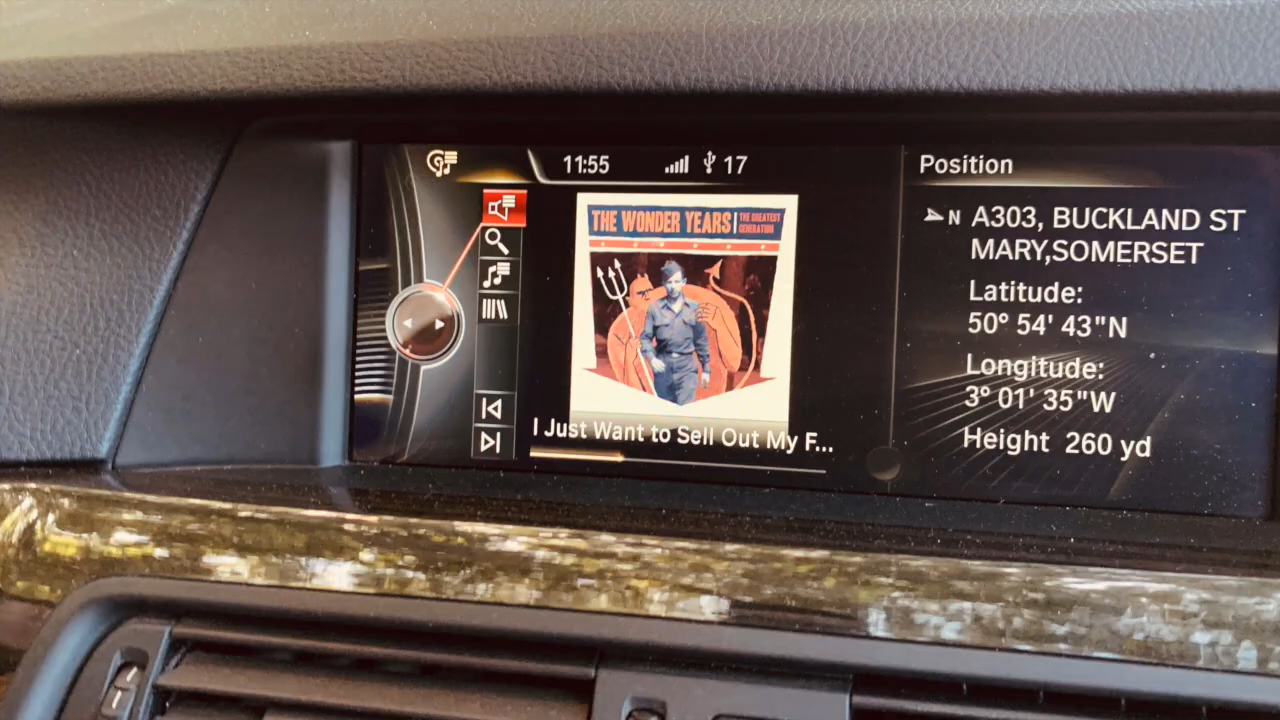 11:55 17
THE WONDER YEARS THE GREATEST
GENERATION
I Just Want to Sell Out My F...
Position
N A303, BUCKLAND ST
MARY,SOMERSET
Latitude:
50° 54' 43"N
Longitude:
3° 01' 35"W
Height 260 yd